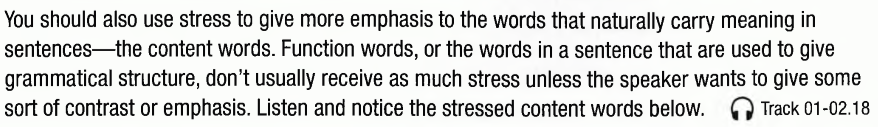 You should also use stress to give more emphasis to the words that naturally carry meaning in
sentences—the content words. Function words, or the words in a sentence that are used to give
grammatical structure, don't usually receive as much stress unless the speaker wants to give some
sort of contrast or emphasis. Listen and notice the stressed content words below. Track 01-02.18